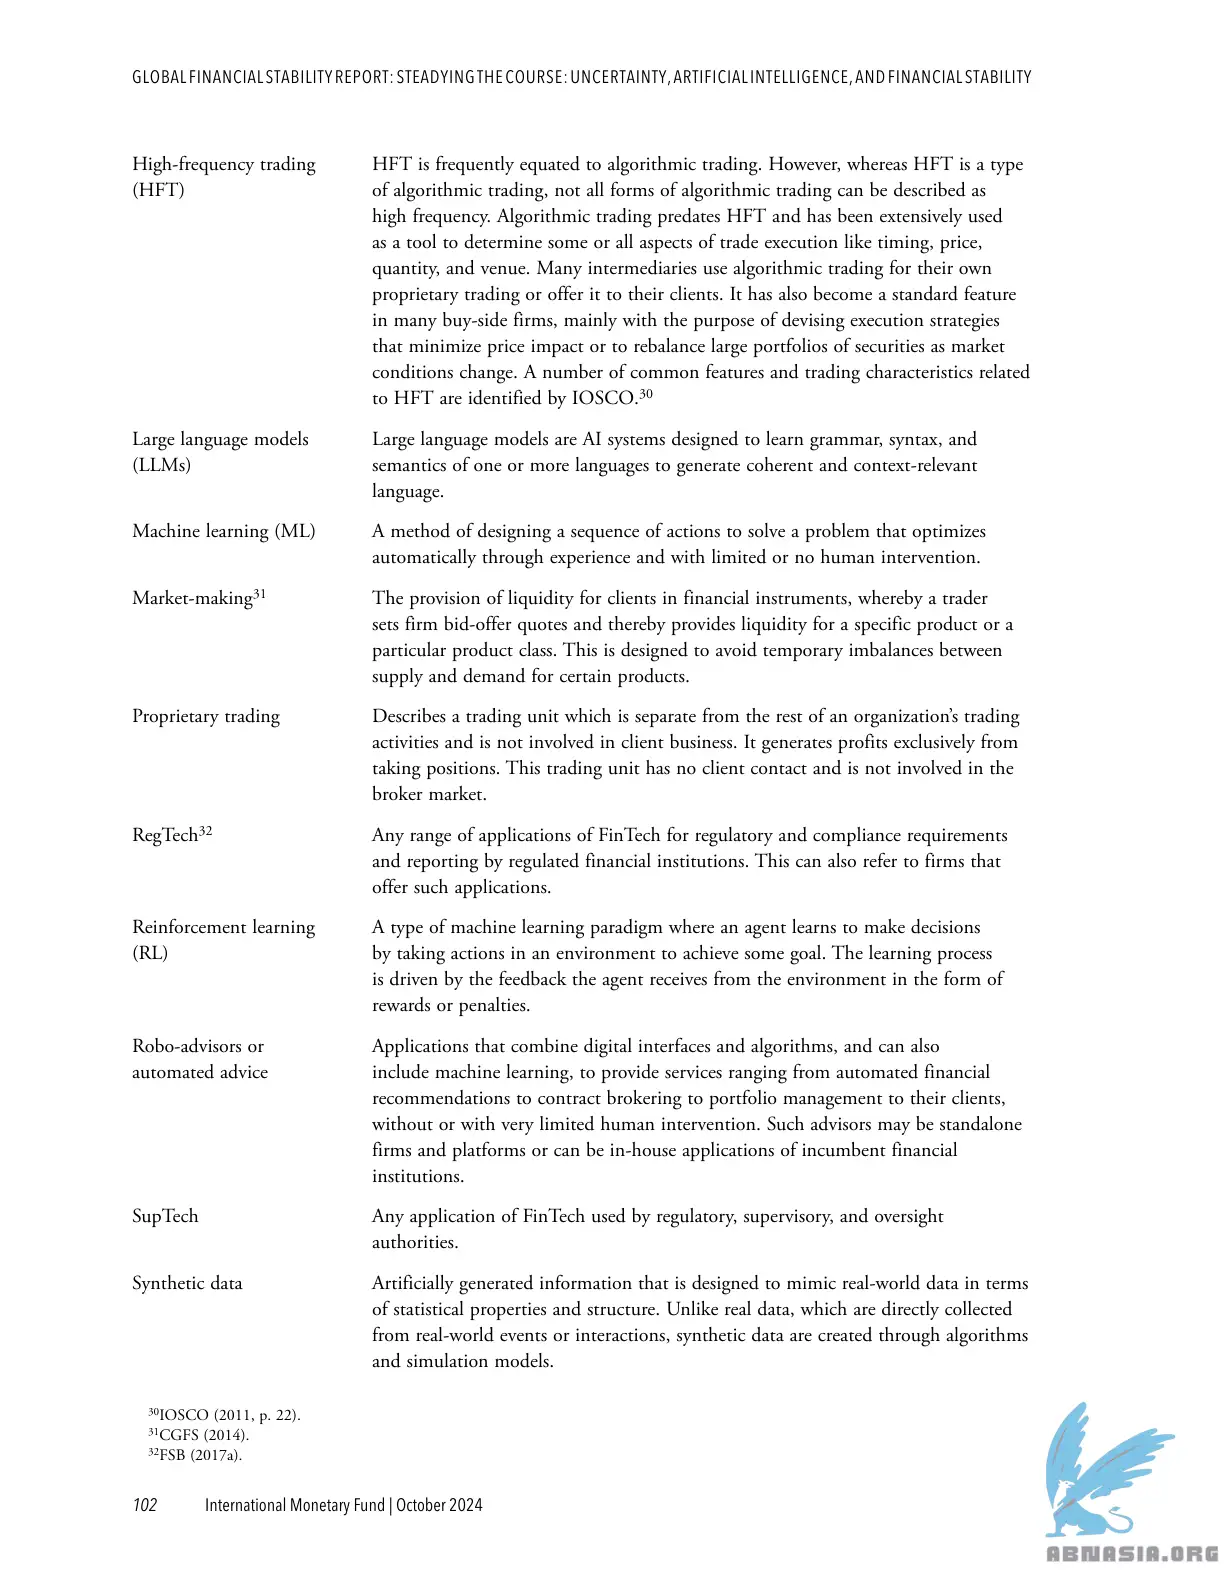 GLOBAL FINANCIAL STABILITY REPORT: STEADYING THE COURSE: UNCERTAINTY, ARTIFICIAL INTELLIGENCE, AND FINANCIAL STABILITY
High-frequency trading
(HFT)
HFT is frequently equated to algorithmic trading. However, whereas HFT is a type
of algorithmic trading, not all forms of algorithmic trading can be described as
high frequency. Algorithmic trading predates HFT and has been extensively used
as a tool to determine some or all aspects of trade execution like timing, price,
quantity, and venue. Many intermediaries use algorithmic trading for their own
proprietary trading or offer it to their clients. It has also become a standard feature
in many buy-side firms, mainly with the purpose of devising execution strategies
that minimize price impact or to rebalance large portfolios of securities as market
conditions change. A number of common features and trading characteristics related
to HFT are identified by IOSCO.30
Large language models
(LLMs)
Large language models are AI systems designed to learn grammar, syntax, and
semantics of one or more languages to generate coherent and context-relevant
language.
Machine learning (ML)
A method of designing a sequence of actions to solve a problem that optimizes
automatically through experience and with limited or no human intervention.
Market-making31
The provision of liquidity for clients in financial instruments, whereby a trader
sets firm bid-offer quotes and thereby provides liquidity for a specific product or a
particular product class. This is designed to avoid temporary imbalances between
supply and demand for certain products.
Proprietary trading
Describes a trading unit which is separate from the rest of an organization's trading
activities and is not involved in client business. It generates profits exclusively from
taking positions. This trading unit has no client contact and is not involved in the
broker market.
RegTech32
Any range of applications of FinTech for regulatory and compliance requirements
and reporting by regulated financial institutions. This can also refer to firms that
offer such applications.
Reinforcement learning
(RL)
A type of machine learning paradigm where an agent learns to make decisions
by taking actions in an environment to achieve some goal. The learning process
is driven by the feedback the agent receives from the environment in the form of
rewards or penalties.
Robo-advisors or
automated advice
Applications that combine digital interfaces and algorithms, and can also
include machine learning, to provide services ranging from automated financial
recommendations to contract brokering to portfolio management to their clients,
without or with very limited human intervention. Such advisors may be standalone
firms and platforms or can be in-house applications of incumbent financial
institutions.
SupTech
Any application of FinTech used by regulatory, supervisory, and oversight
authorities.
Synthetic data
Artificially generated information that is designed to mimic real-world data in terms
of statistical properties and structure. Unlike real data, which are directly collected
from real-world events or interactions, synthetic data are created through algorithms
and simulation models.
30IOSCO (2011, p. 22).
31CGFS (2014).
32FSB (2017a).
102 International Monetary Fund | October 2024
ABNASIA.ORG